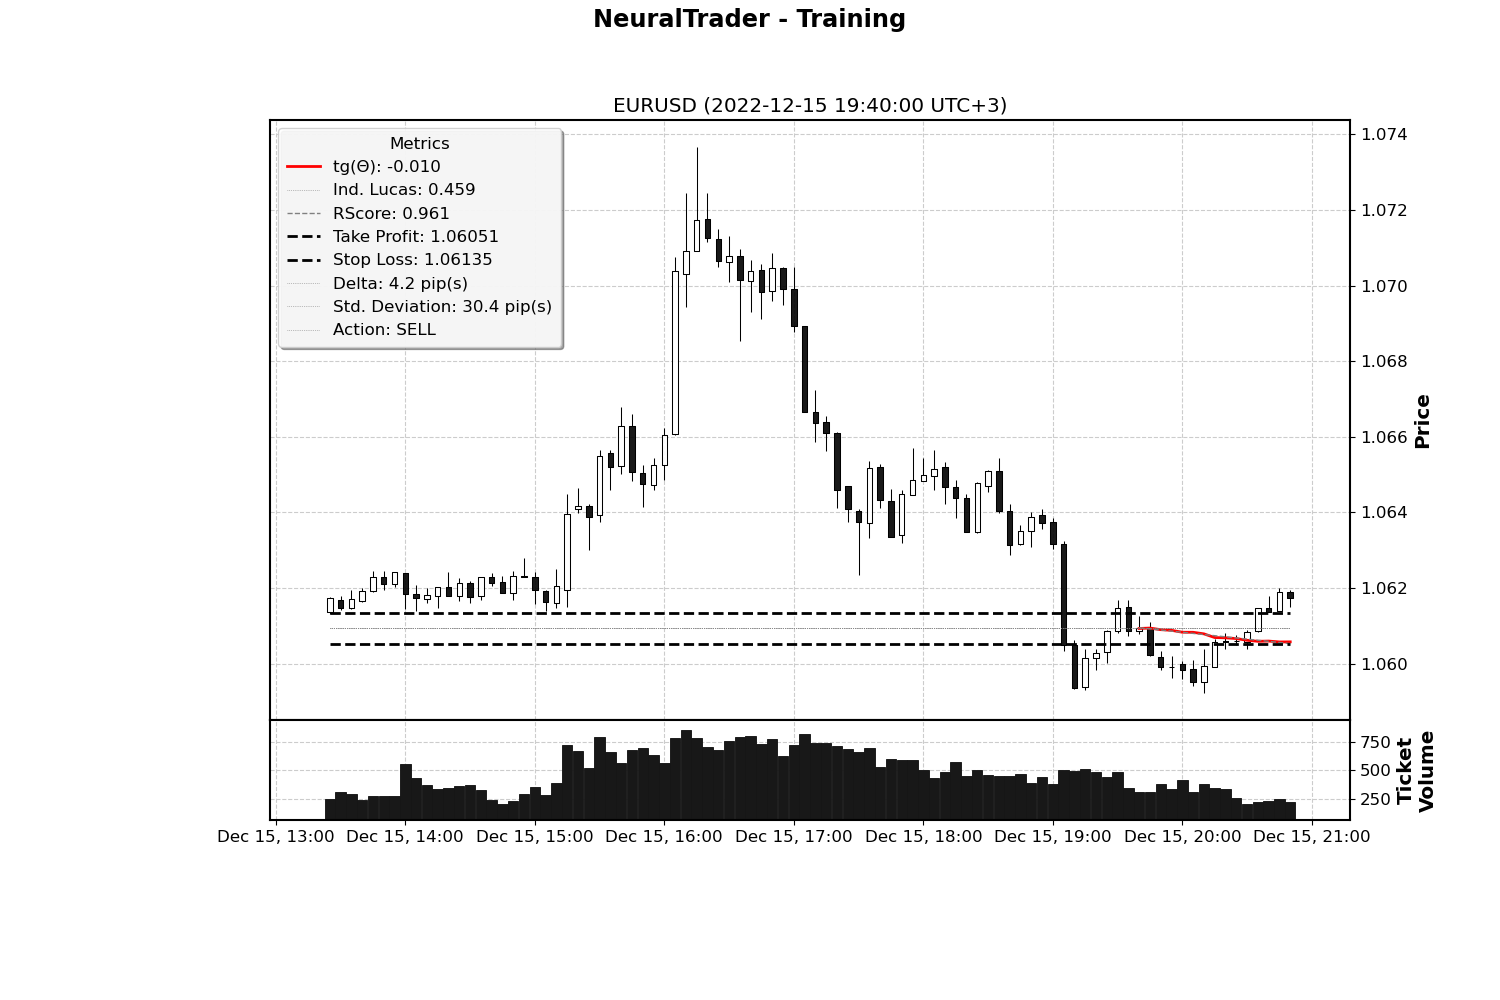 NeuralTrader - Training
EURUSD (2022-12-15 19:40:00 UTC+3)
Metrics
tg(Θ): -0.010
Ind. Lucas: 0.459
RScore: 0.961
Take Profit: 1.06051
Stop Loss: 1.06135
Delta: 4.2 pip(s)
Std. Deviation: 30.4 pip(s)
Action: SELL
1.074
1.072
1.070
1.068
1.066
1.064
1.062
1.060
Price
750
500
250
Ticket
Volume
Dec 15, 13:00 Dec 15, 14:00 Dec 15, 15:00 Dec 15, 16:00 Dec 15, 17:00 Dec 15, 18:00 Dec 15, 19:00 Dec 15, 20:00 Dec 15, 21:00